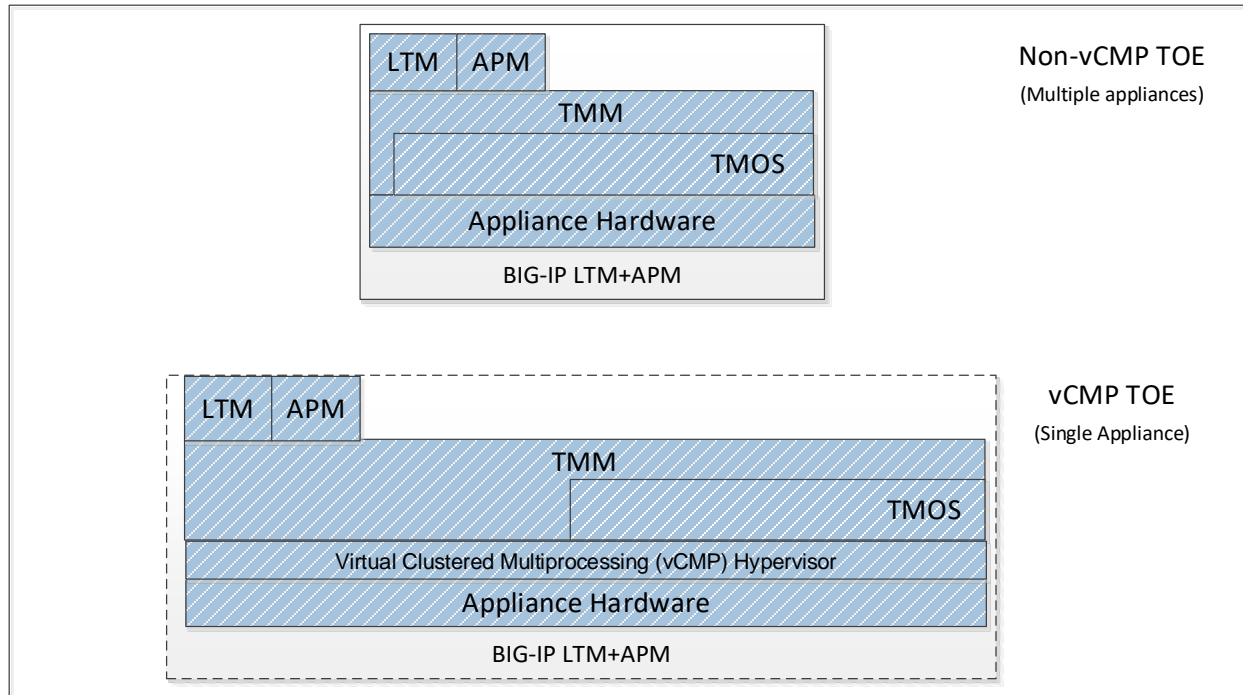 LTM APM
Non-vCMP TOE
(Multiple appliances)
TMM
TMOS
Appliance Hardware
BIG-IP LTM+APM
LTM APM
vCMP TOE
(Single Appliance)
TMM
TMOS
Virtual Clustered Multiprocessing (vCMP) Hypervisor
Appliance Hardware
BIG-IP LTM+APM